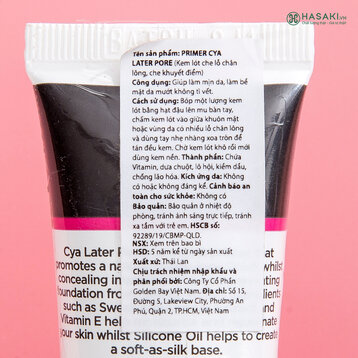 HASAKI.vn
Tên sản phẩm: PRIMER CYA
LATER PORE (Kem lót che lỗ chân
lông, che khuyết điểm)
Công dụng: Giúp làm mịn da, làm bề
mặt da mướt không tì vết.
Cách sử dụng: Bóp một lượng kem
lót bằng hạt đậu lên mu bàn tay,
chấm kem lót vào giữa khuôn mặt
hoặc vùng da có nhiều lỗ chân lông
và dùng tay nhẹ nhàng xoa tròn để
tán đều kem. Chờ kem lót khô rồi mới
dùng kem nền. Thành phần: Chứa
Vitamin, dưa chuột, lô hội, kiểm dầu,
chống lão hóa. Kích ứng da: Không
có hoặc không đáng kể. Cảnh báo an
toàn cho sức khỏe: Không có
Bảo quản: Bảo quản ở nhiệt độ
phòng, tránh ánh sáng trực tiếp, tránh
xa tầm với trẻ em. HSCB số:
92289/19/CBMP-QLD.
NSX: Xem trên bao bì
HSD: 5 năm kể từ ngày sản xuất
Xuất xứ: Thái Lan
Chịu trách nhiệm nhập khẩu và
phân phối bởi: Công Ty Cổ Phần
Golden Bay Việt Nam. Địa chỉ: Số 15,
Đường 5, Lakeview City, Phường An
Phú, Quận 2, TP.HCM, Việt Nam
Cya Later P at
promotes a na whilst
concealing in ting
foundation from lients
such as Swe and
Vitamin E help make
your skin whilst Silicone Oil helps to create
a soft-as-silk base.